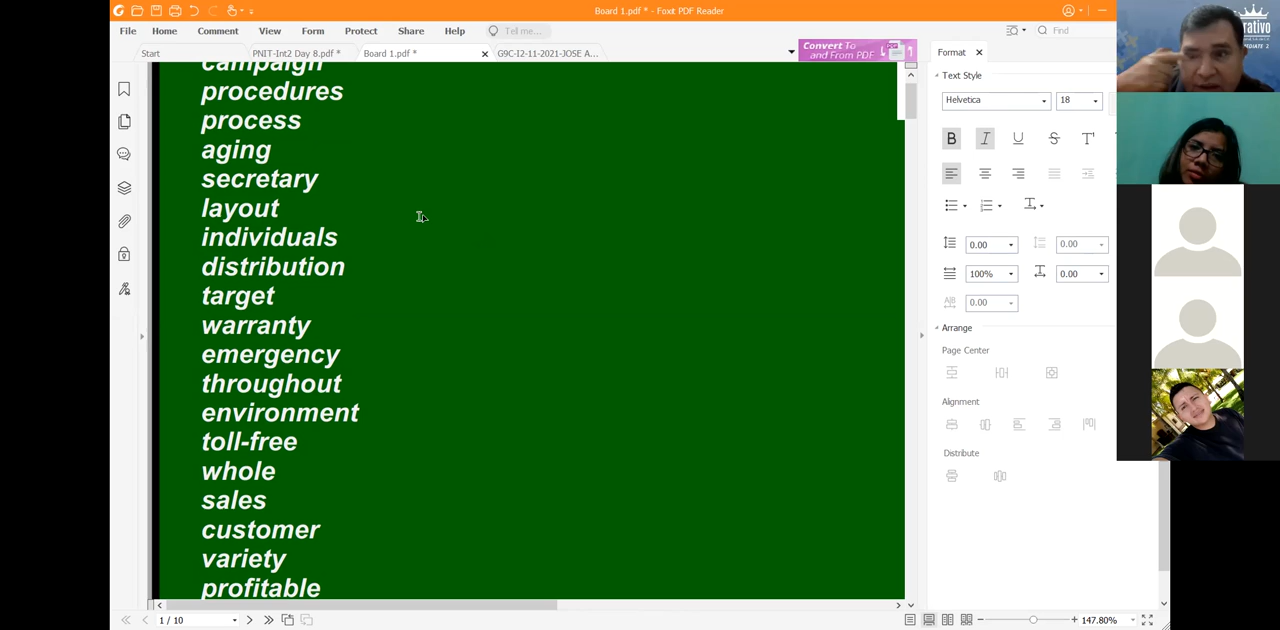 Board 1.pdf * - Foxit PDF Reader
File Home Comment View Form Protect Share Help Tell me... Find
Start PNIT-Int2 Day 8.pdf * Board 1.pdf * G9C-I2-11-2021-JOSE A... Convert To and From PDF
campaign
procedures
process
aging
secretary
layout
individuals
distribution
target
warranty
emergency
throughout
environment
toll-free
whole
sales
customer
variety
profitable
Format
Text Style
Helvetica 18
B I U
0.00 0.00
100% 0.00
0.00
Arrange
Page Center
Alignment
Distribute
1 / 10
147.80%